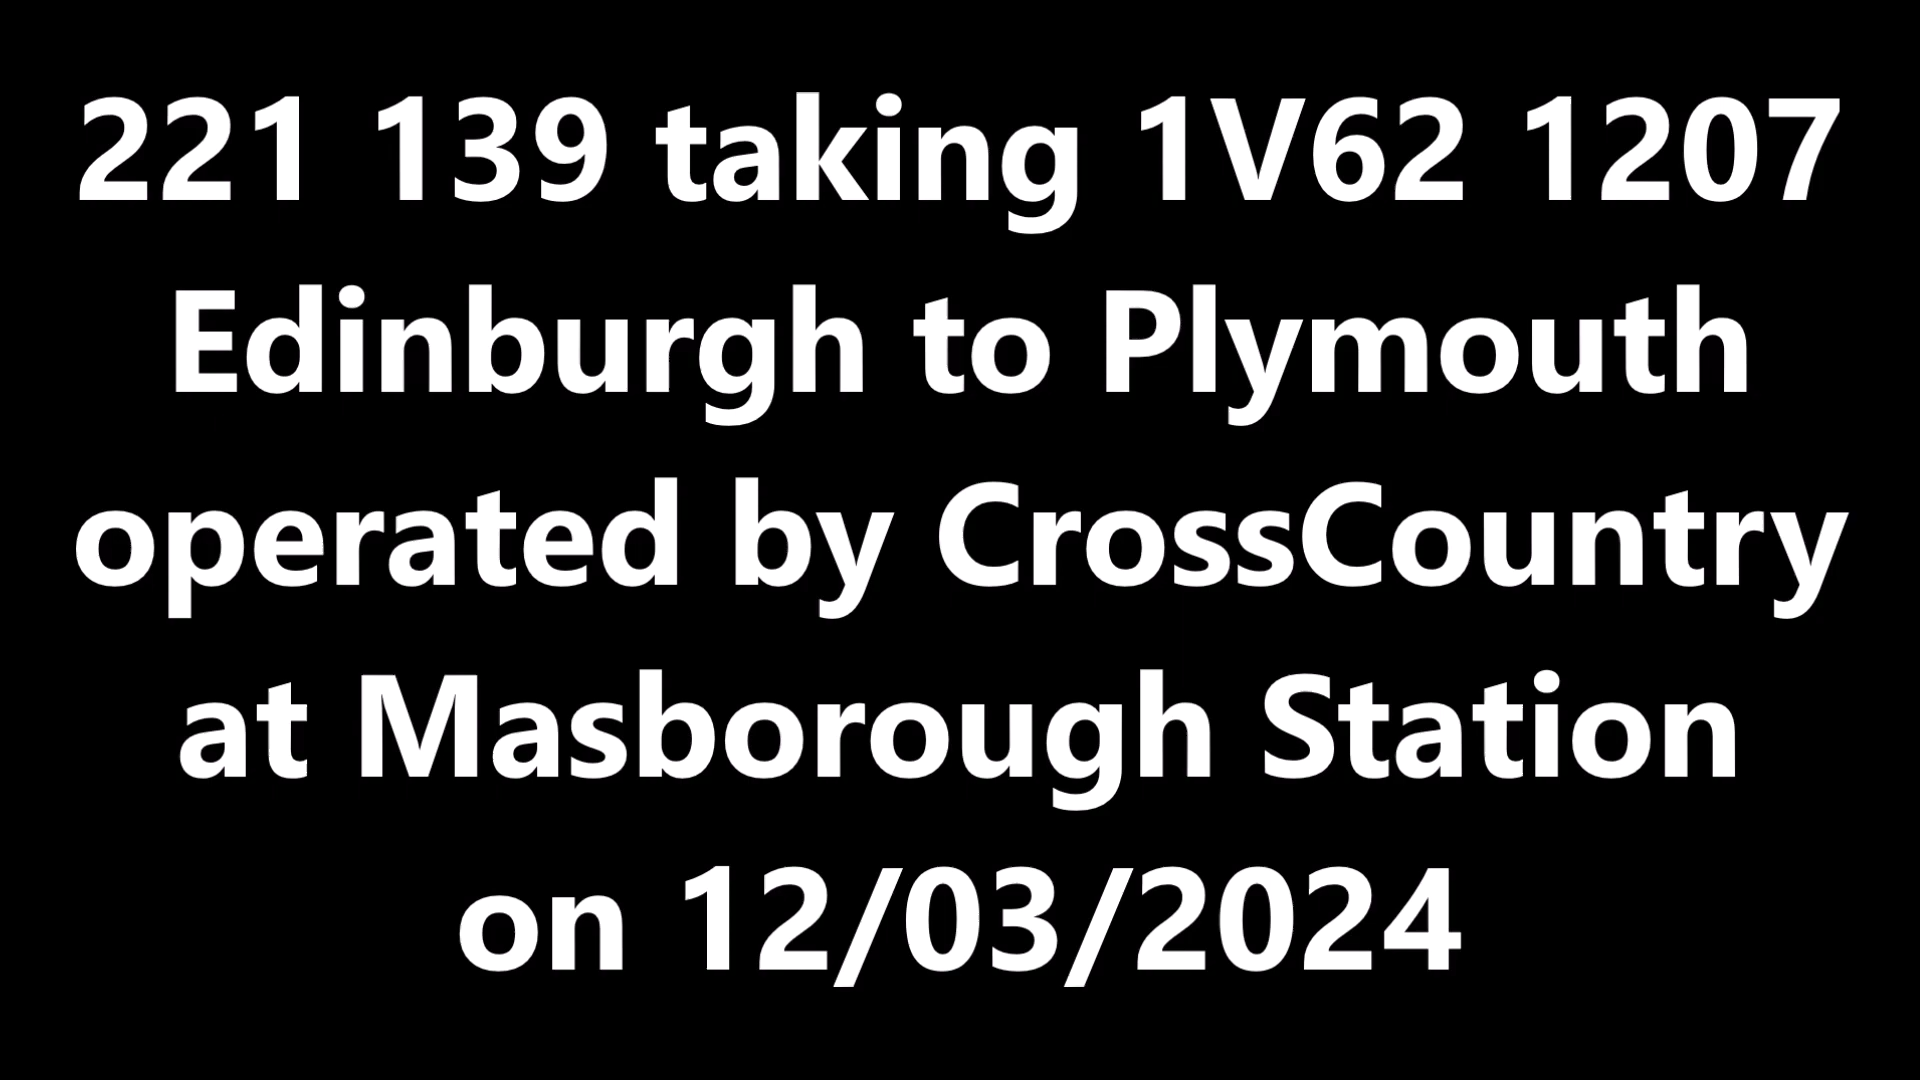 221 139 taking 1V62 1207
Edinburgh to Plymouth
operated by CrossCountry
at Masborough Station
on 12/03/2024